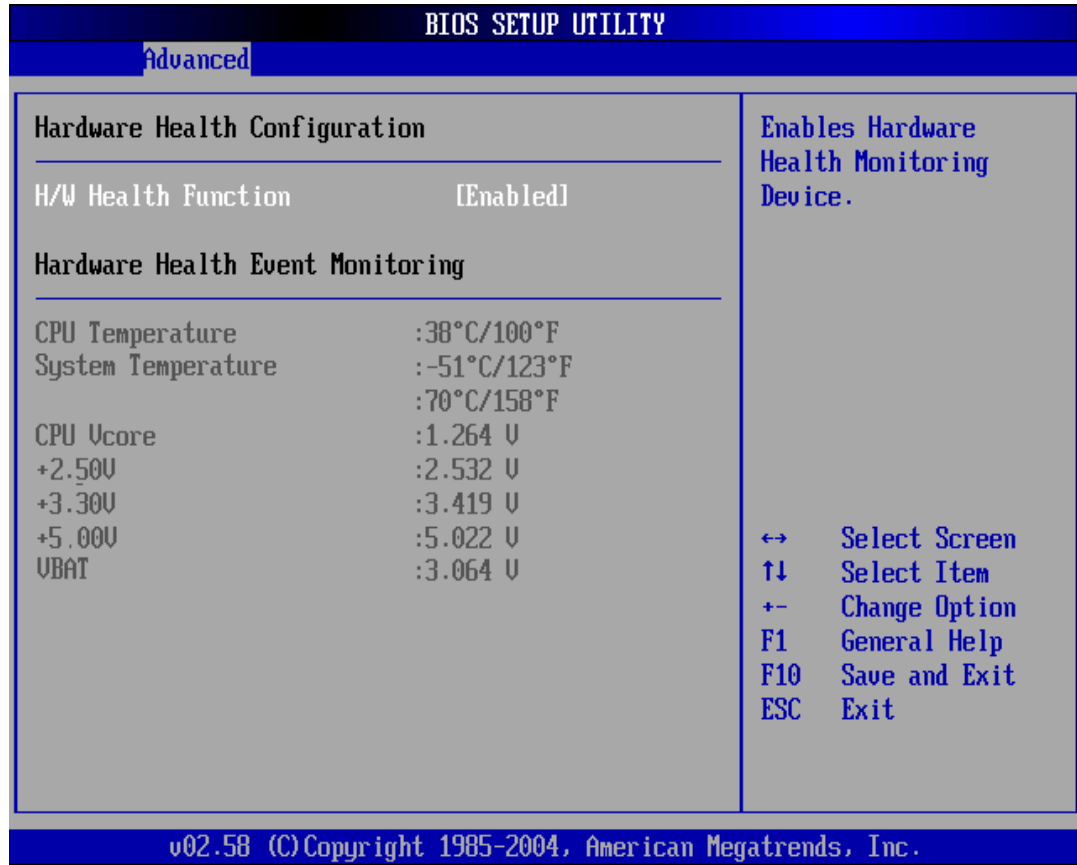 BIOS SETUP UTILITY
Advanced
Hardware Health Configuration
H/W Health Function [Enabled]
Hardware Health Event Monitoring
CPU Temperature :38°C/100°F
System Temperature :-51°C/123°F
:70°C/158°F
CPU Vcore :1.264 V
+2.50V :2.532 V
+3.30V :3.419 V
+5.00V :5.022 V
VBAT :3.064 V
Enables Hardware
Health Monitoring
Device.
←→ Select Screen
↑↓ Select Item
+- Change Option
F1 General Help
F10 Save and Exit
ESC Exit
v02.58 (C)Copyright 1985-2004, American Megatrends, Inc.